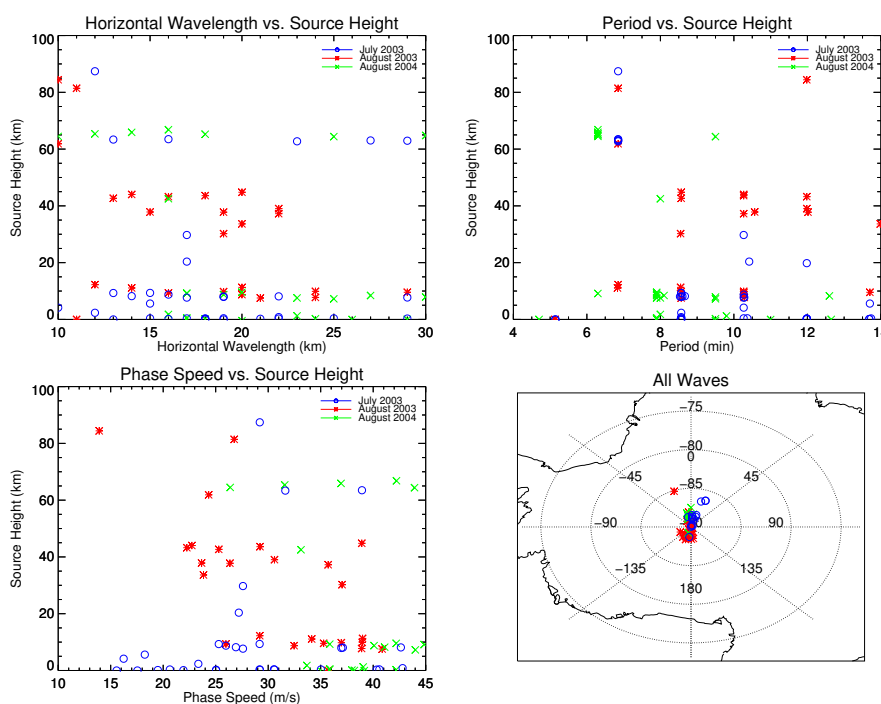 Horizontal Wavelength vs. Source Height
100
80
60
40
20
0
Source Height (km)
July 2003
August 2003
August 2004
10 15 20 25 30
Horizontal Wavelength (km)
Period vs. Source Height
100
80
60
40
20
0
Source Height (km)
July 2003
August 2003
August 2004
4 6 8 10 12 14
Period (min)
Phase Speed vs. Source Height
100
80
60
40
20
0
Source Height (km)
July 2003
August 2003
August 2004
10 15 20 25 30 35 40 45
Phase Speed (m/s)
All Waves
−75
−80
0
−85
−45 45
−90 −90 90
−135 135
180